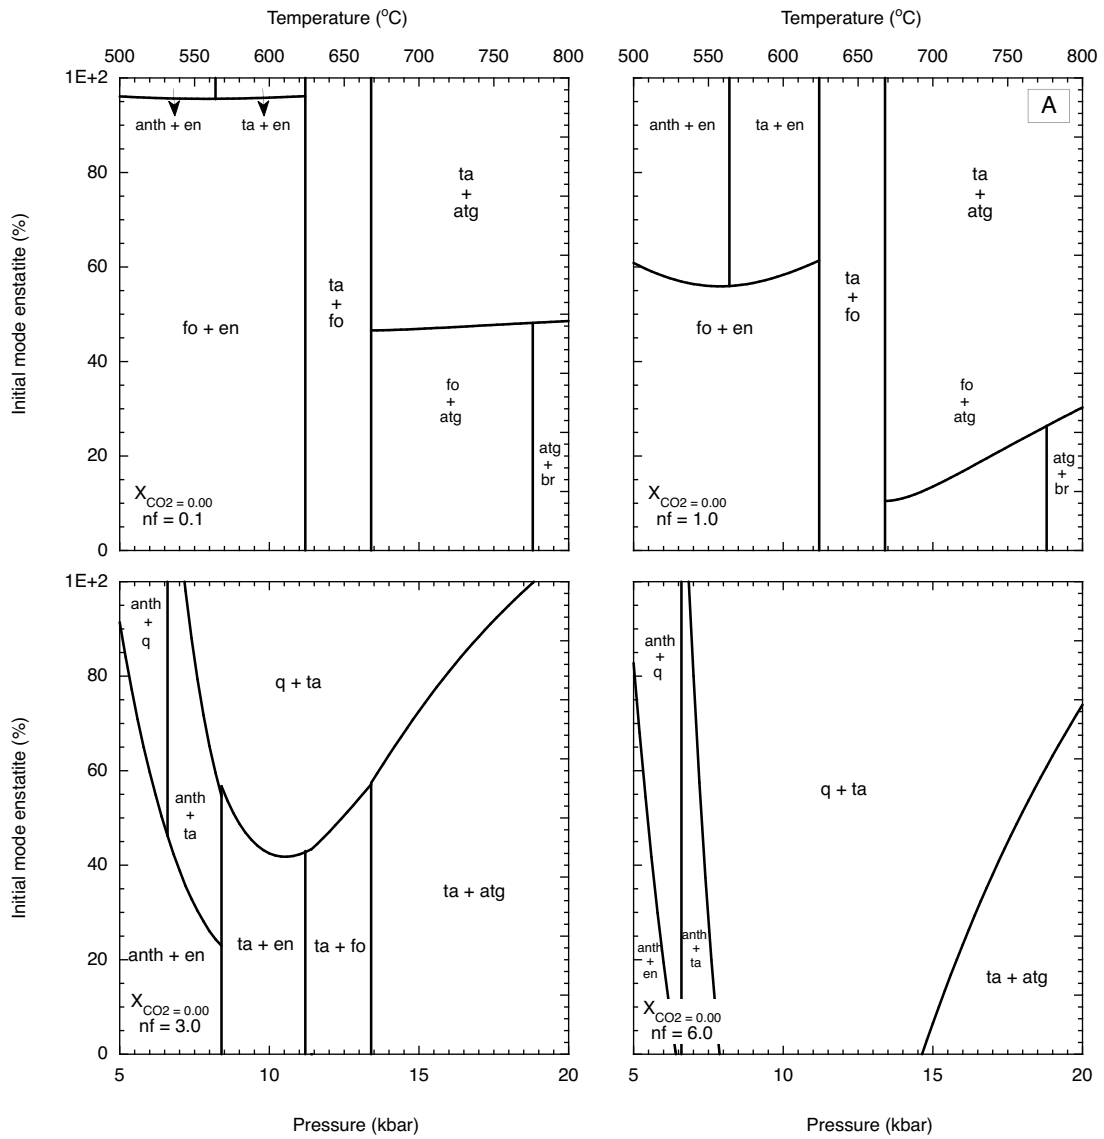 Temperature (°C)
Temperature (°C)
500 550 600 650 700 750 800
500 550 600 650 700 750 800
1E+2
80
60
40
20
0
Initial mode enstatite (%)
anth + en
ta + en
ta
+
atg
fo + en
ta
+
fo
fo
+
atg
atg
+
br
XCO2 = 0.00
nf = 0.1
A
anth + en
ta + en
ta
+
atg
fo + en
ta
+
fo
fo
+
atg
atg
+
br
XCO2 = 0.00
nf = 1.0
1E+2
80
60
40
20
0
Initial mode enstatite (%)
anth
+
q
q + ta
anth
+
ta
anth + en
ta + en
ta + fo
ta + atg
XCO2 = 0.00
nf = 3.0
5 10 15 20
Pressure (kbar)
anth
+
q
q + ta
anth
+
en
anth
+
ta
ta + atg
XCO2 = 0.00
nf = 6.0
5 10 15 20
Pressure (kbar)